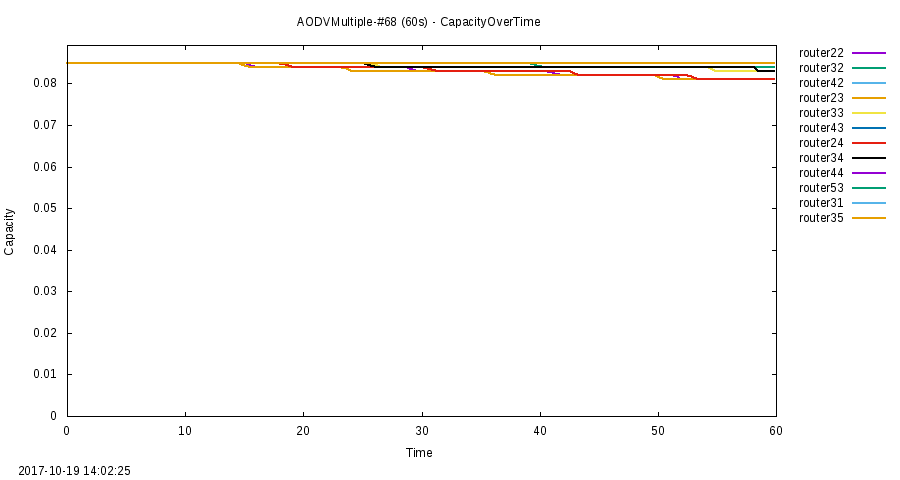 AODVMultiple-#68 (60s) - CapacityOverTime
router22
router32
router42
router23
router33
router43
router24
router34
router44
router53
router31
router35
0.08
0.07
0.06
0.05
0.04
0.03
0.02
0.01
0
Capacity
0 10 20 30 40 50 60
Time
2017-10-19 14:02:25